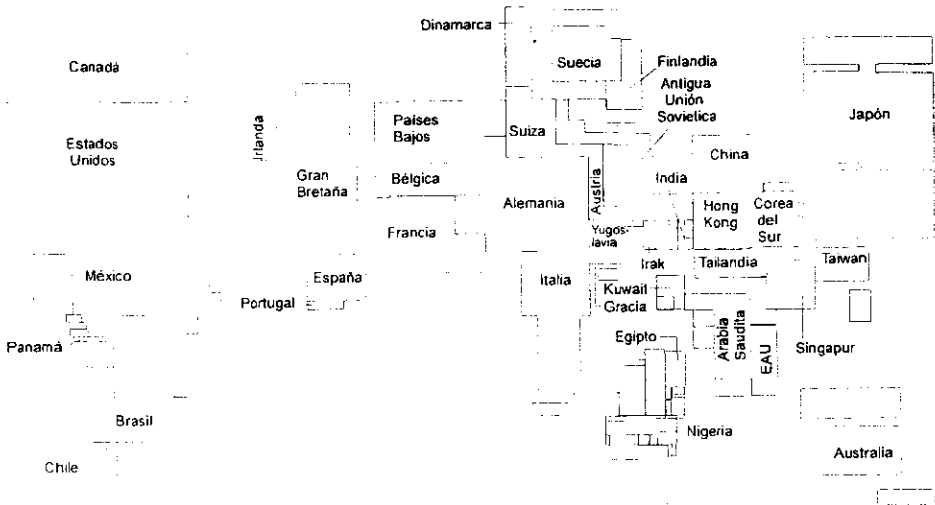 Dinamarca
Canadá
Suecia
Finlandia
Antigua
Unión
Sovietica
Japón
Estados
Unidos
Irlanda
Países
Bajos
Suiza
China
Gran
Bretaña
Bélgica
Alemania
Austria
India
Hong
Kong
Corea
del
Sur
Francia
Yugos-
lavia
México
España
Portugal
Italia
Irak
Tailandia
Taiwan
Kuwait
Gracia
Panamá
Egipto
Arabia
Saudita
EAU
Singapur
Brasil
Nigeria
Chile
Australia